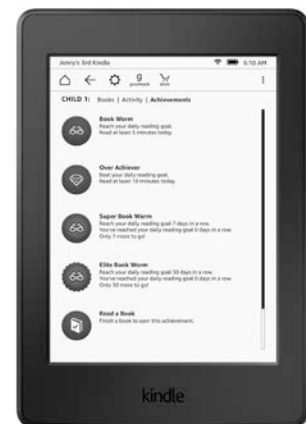 Jenny's 3rd Kindle 8:10 AM
goodreads store
CHILD 1: Books | Activity | Achievements
Book Worm
Reach your daily reading goal.
Read at least 5 minutes today.
Over Achiever
Beat your daily reading goal.
Read at least 10 minutes today.
Super Book Worm
Reach your daily reading goal 7 days in a row.
You've reached your daily reading goal 0 days in a row
Only 7 more to go!
Elite Book Worm
Reach your daily reading goal 30 days in a row.
You've reached your daily reading goal 0 days in a row
Only 30 more to go!
Read a Book
Finish a book to earn this achievement.
kindle